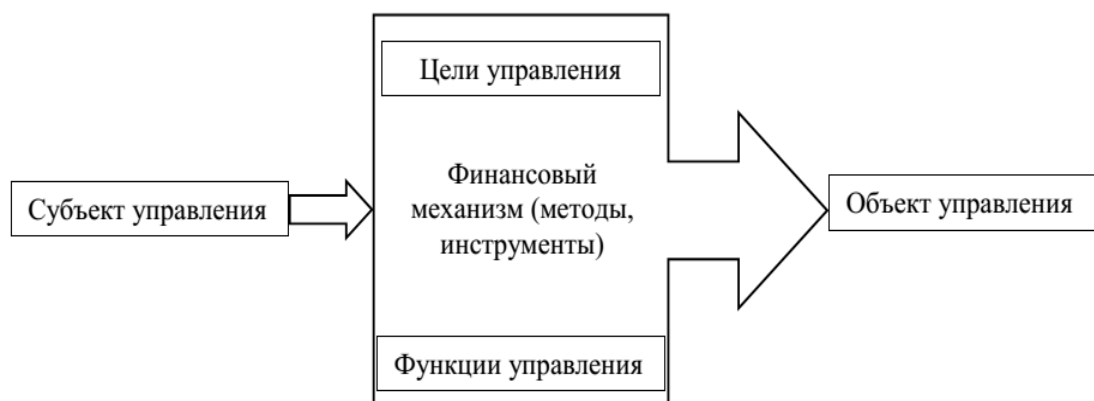 Цели управления
Субъект управления
Финансовый
механизм (методы,
инструменты)
Объект управления
Функции управления